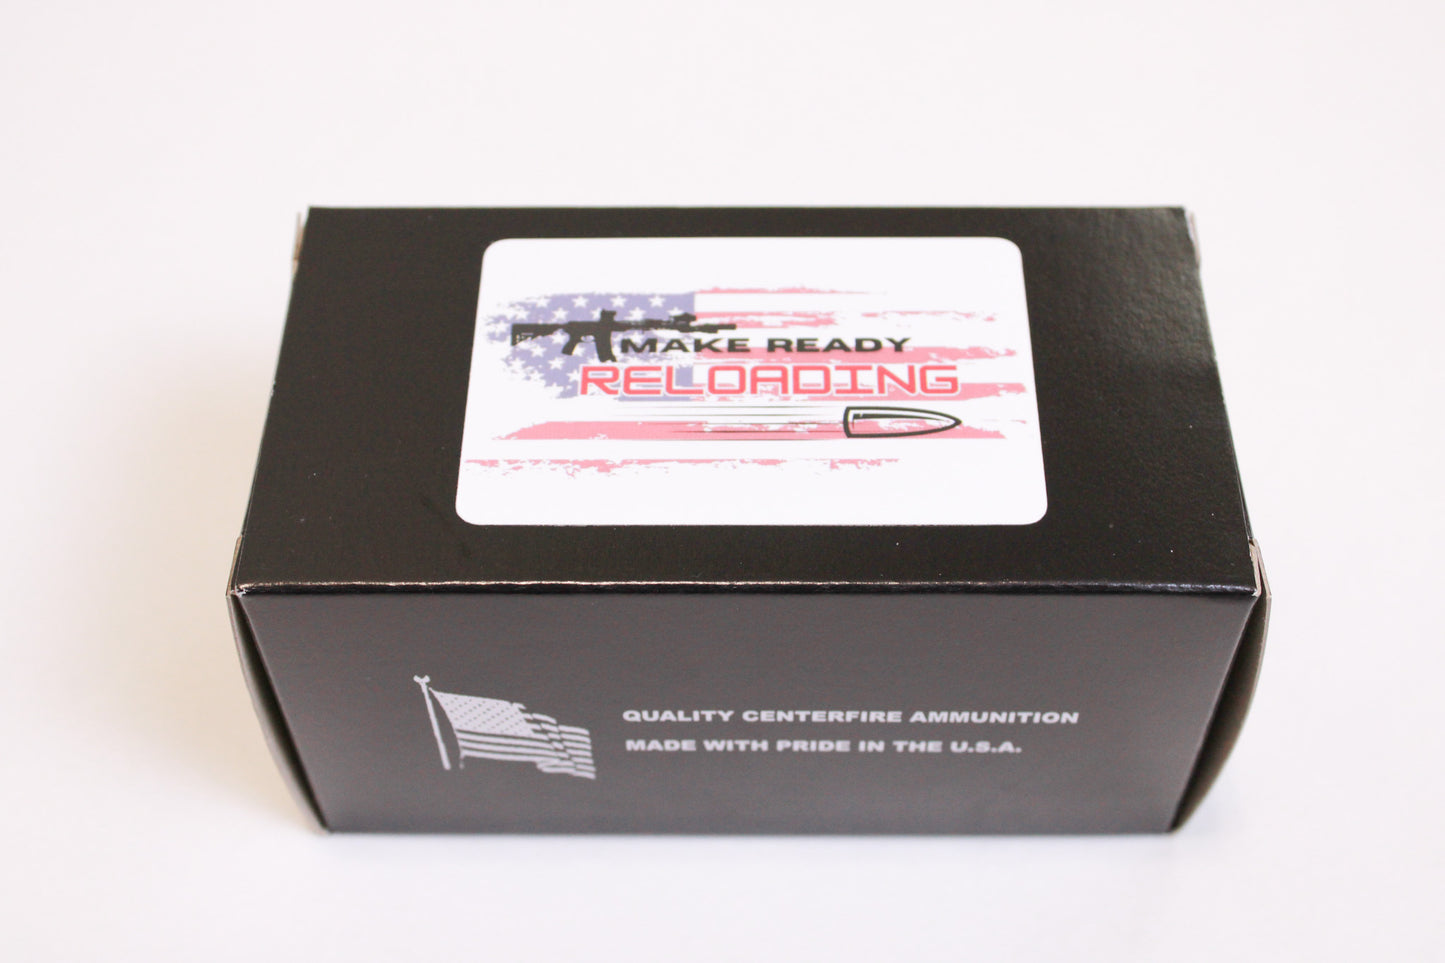 MAKE READY
RELOADING
QUALITY CENTERFIRE AMMUNITION
MADE WITH PRIDE IN THE U.S.A.